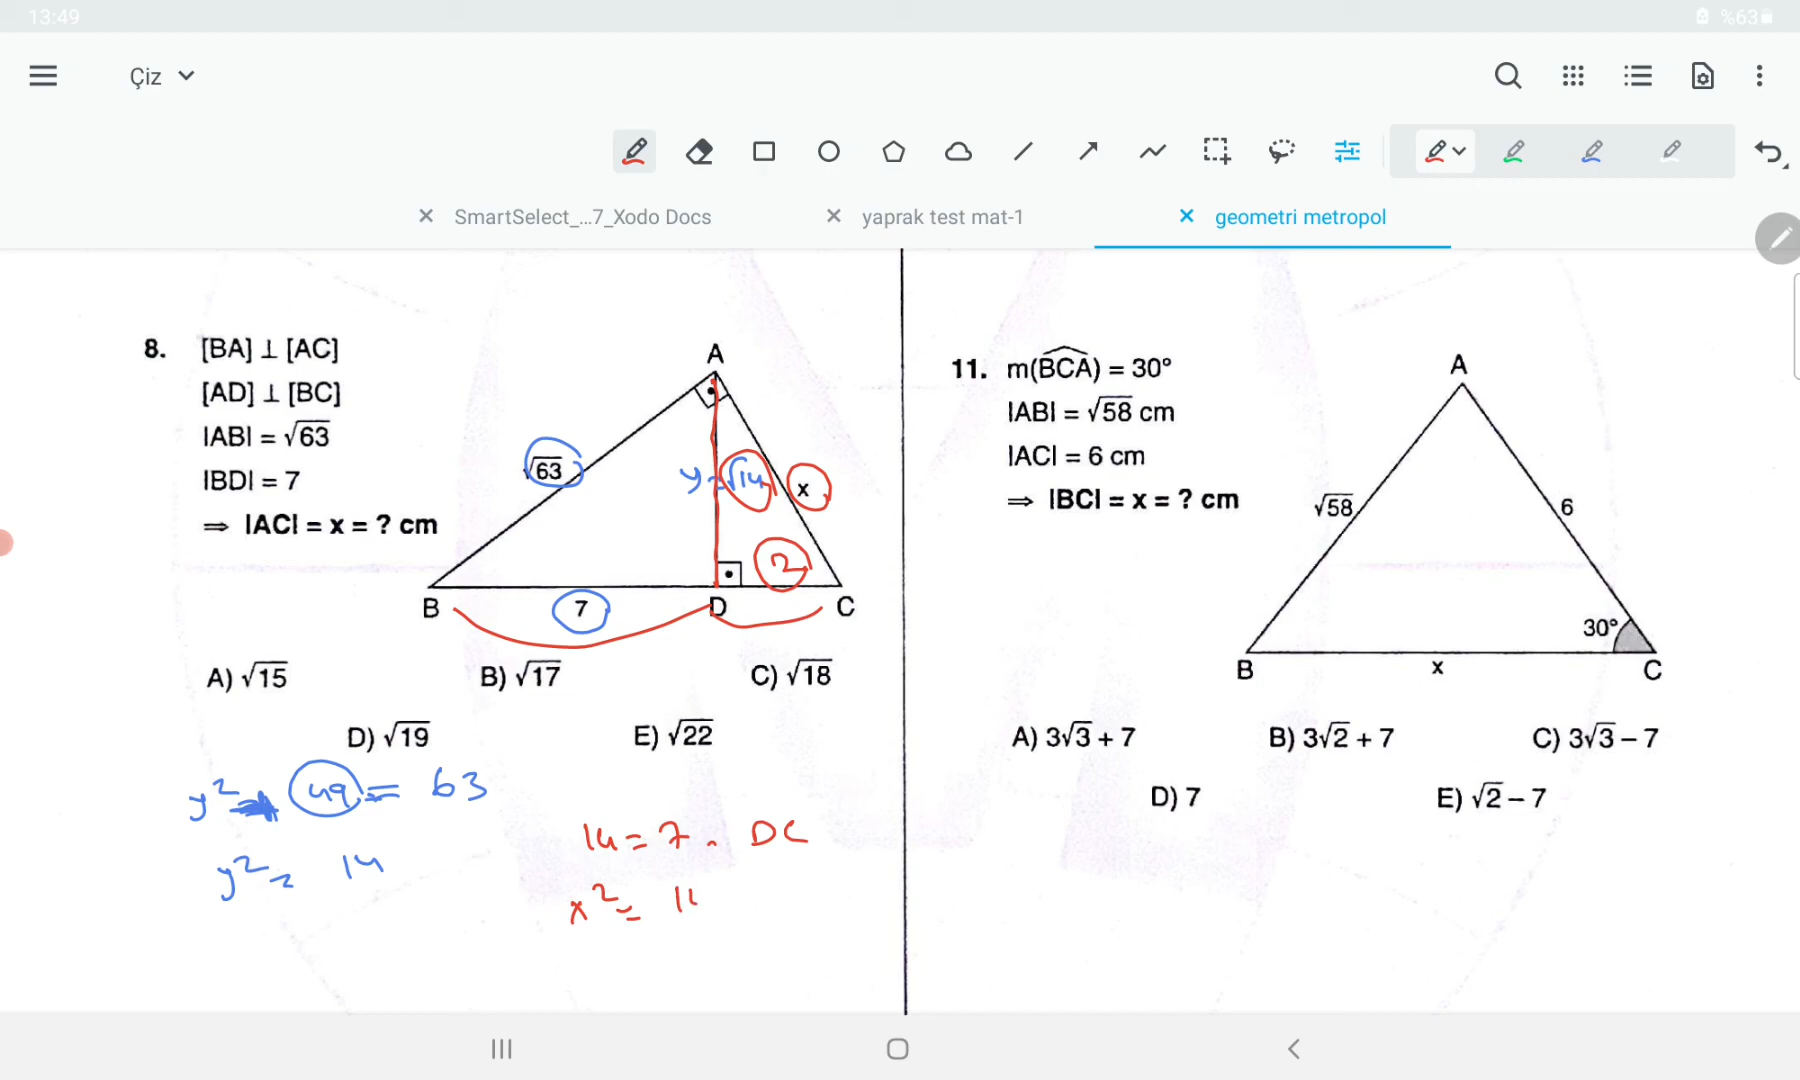 13:49
%63
Çiz
SmartSelect_...7_Xodo Docs
yaprak test mat-1
geometri metropol
8. [BA] ⊥ [AC]
[AD] ⊥ [BC]
|AB| = √63
|BD| = 7
⇒ |AC| = x = ? cm
A
√63
y = √14
x
2
B
7
D
C
A) √15
B) √17
C) √18
D) √19
E) √22
y² 49 = 63
y² = 14
14 = 7 . DC
x² = 1
11. m(BCA) = 30°
|AB| = √58 cm
|AC| = 6 cm
⇒ |BC| = x = ? cm
A
√58
6
30°
B
x
C
A) 3√3 + 7
B) 3√2 + 7
C) 3√3 – 7
D) 7
E) √2 – 7